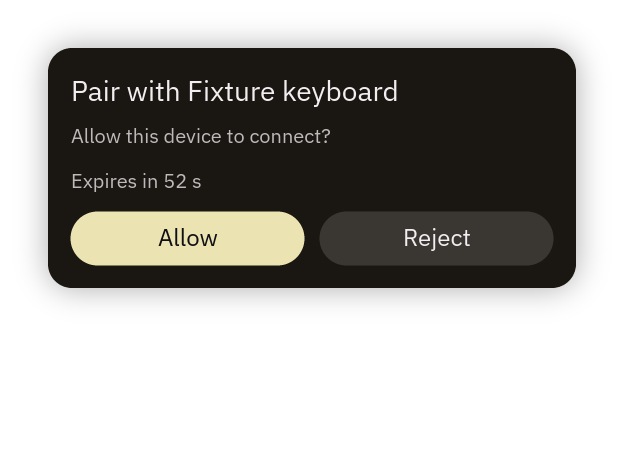 Pair with Fixture keyboard
Allow this device to connect?
Expires in 52 s
Allow
Reject